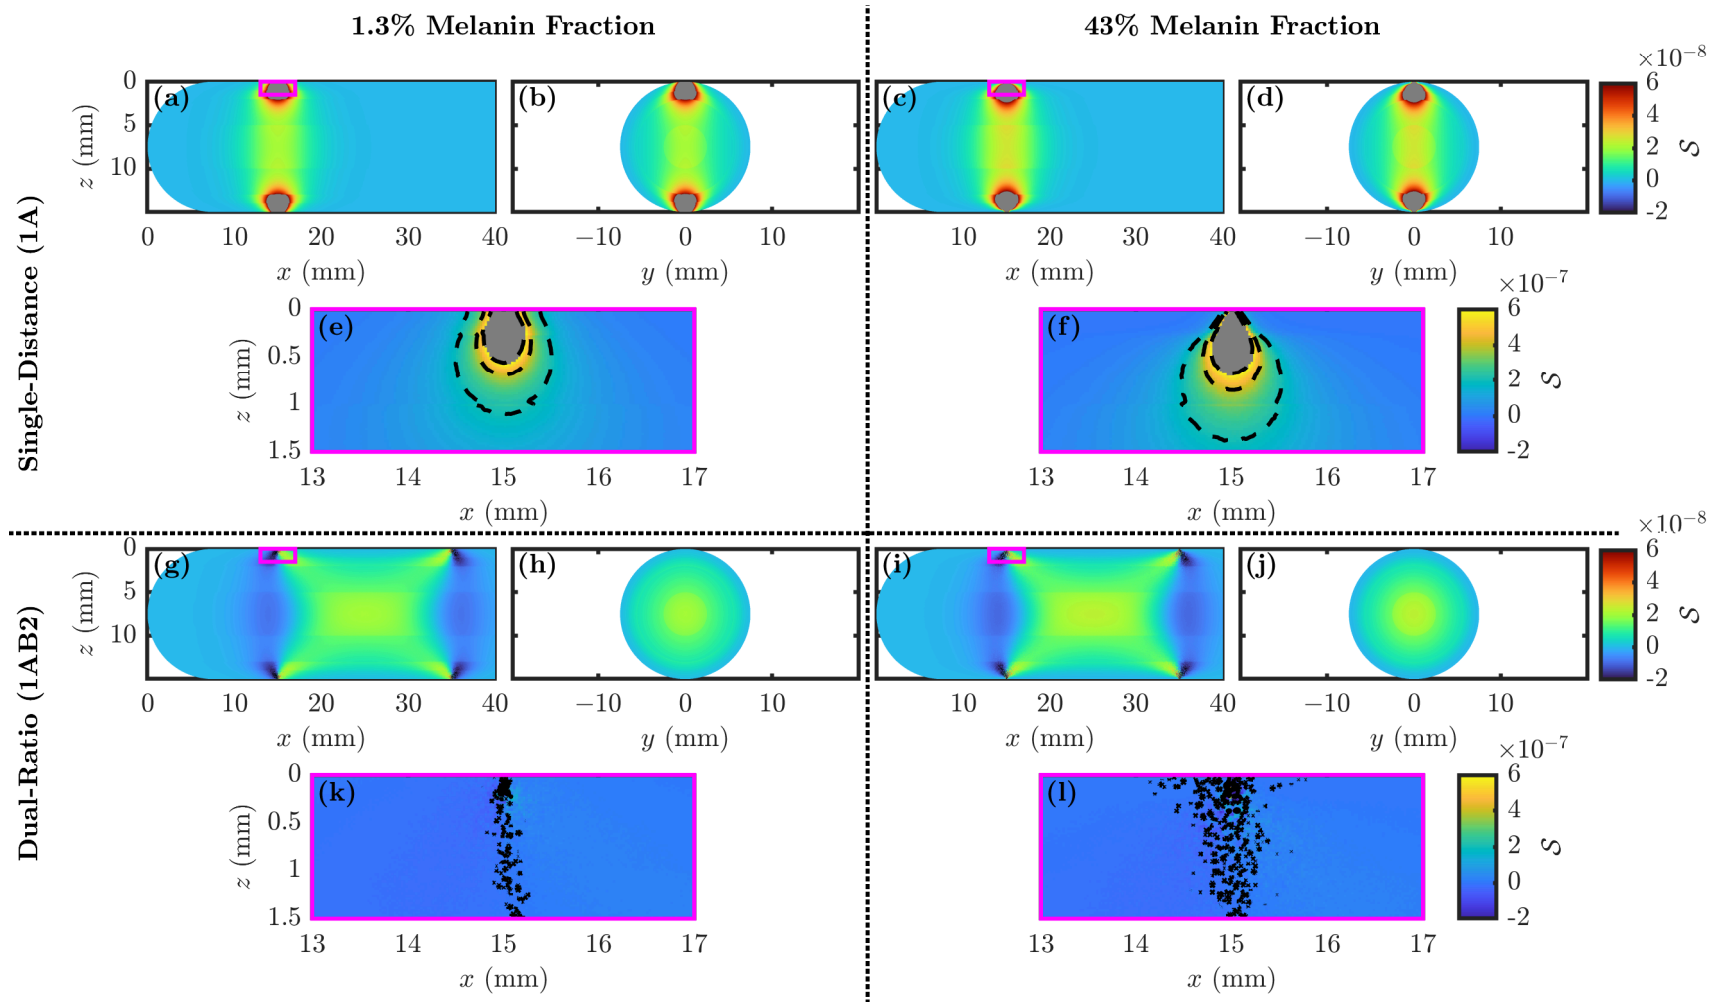 1.3% Melanin Fraction
43% Melanin Fraction
Single-Distance (1A)
(a)
(b)
(c)
(d)
0
5
10
z (mm)
0 10 20 30 40
x (mm)
−10 0 10
y (mm)
10 20 30 40
x (mm)
−10 0 10
y (mm)
×10⁻⁸
6
4
2
0
-2
S
(e)
0
0.5
1
1.5
z (mm)
13 14 15 16 17
x (mm)
(f)
13 14 15 16 17
x (mm)
×10⁻⁷
6
4
2
0
-2
S
Dual-Ratio (1AB2)
(g)
(h)
(i)
(j)
0
5
10
z (mm)
0 10 20 30 40
x (mm)
−10 0 10
y (mm)
10 20 30 40
x (mm)
−10 0 10
y (mm)
×10⁻⁸
6
4
2
0
-2
S
(k)
0
0.5
1
1.5
z (mm)
13 14 15 16 17
x (mm)
(l)
13 14 15 16 17
x (mm)
×10⁻⁷
6
4
2
0
-2
S